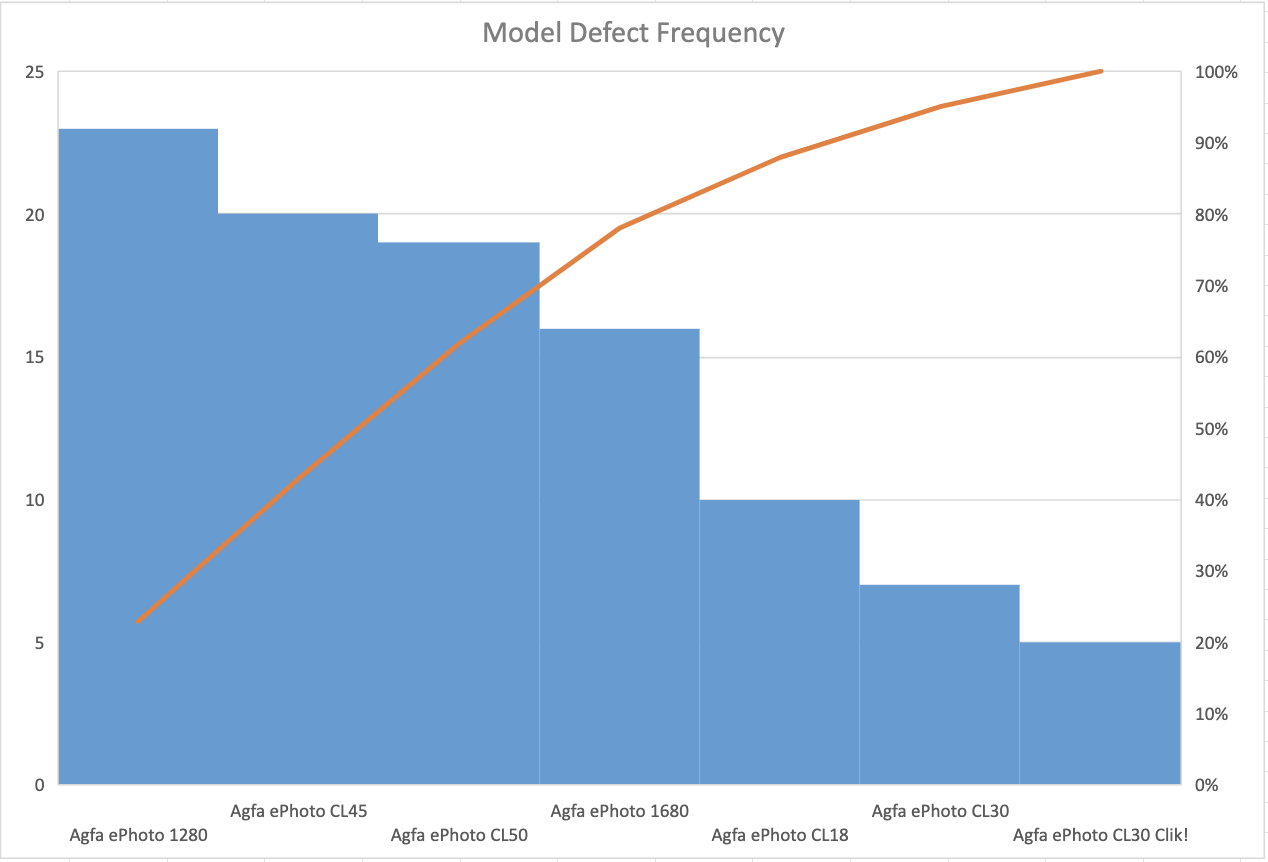 Model Defect Frequency
25
100%
90%
20
80%
70%
15
60%
50%
10
40%
30%
5
20%
10%
0
0%
Agfa ePhoto CL45
Agfa ePhoto 1680
Agfa ePhoto CL30
Agfa ePhoto 1280
Agfa ePhoto CL50
Agfa ePhoto CL18
Agfa ePhoto CL30 Clik!